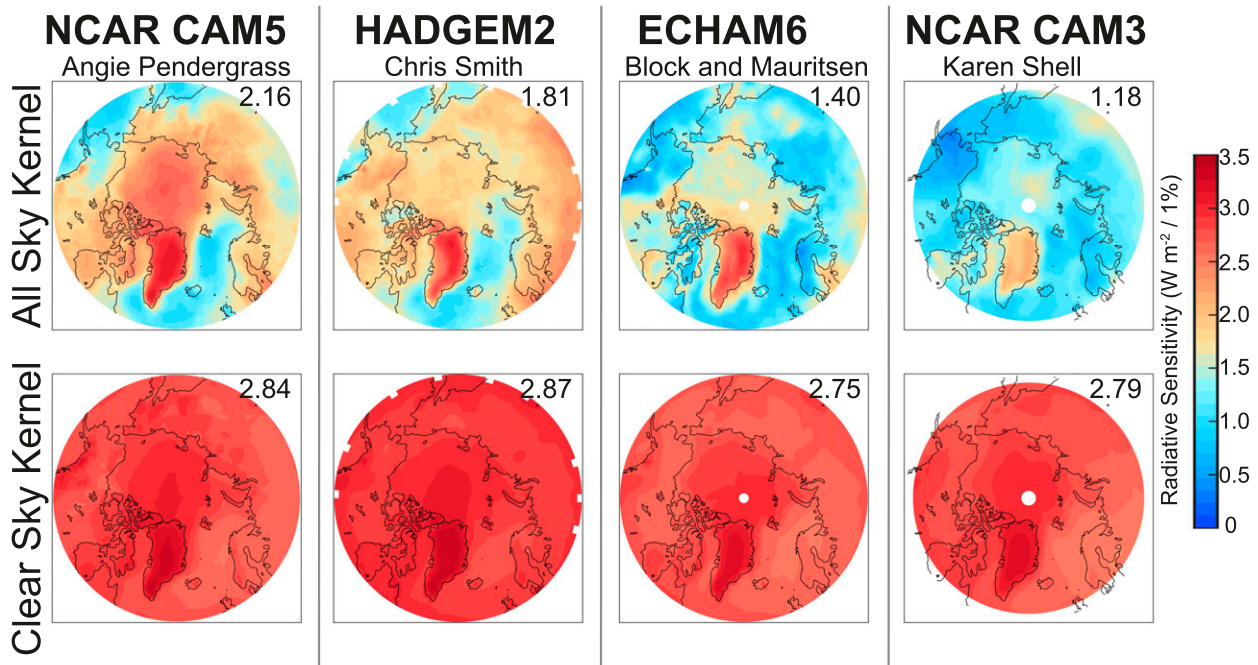 NCAR CAM5
HADGEM2
ECHAM6
NCAR CAM3
Angie Pendergrass
Chris Smith
Block and Mauritsen
Karen Shell
All Sky Kernel
2.16
1.81
1.40
1.18
Clear Sky Kernel
2.84
2.87
2.75
2.79
Radiative Sensitivity (W m⁻² / 1%)
3.5
3.0
2.5
2.0
1.5
1.0
0.5
0